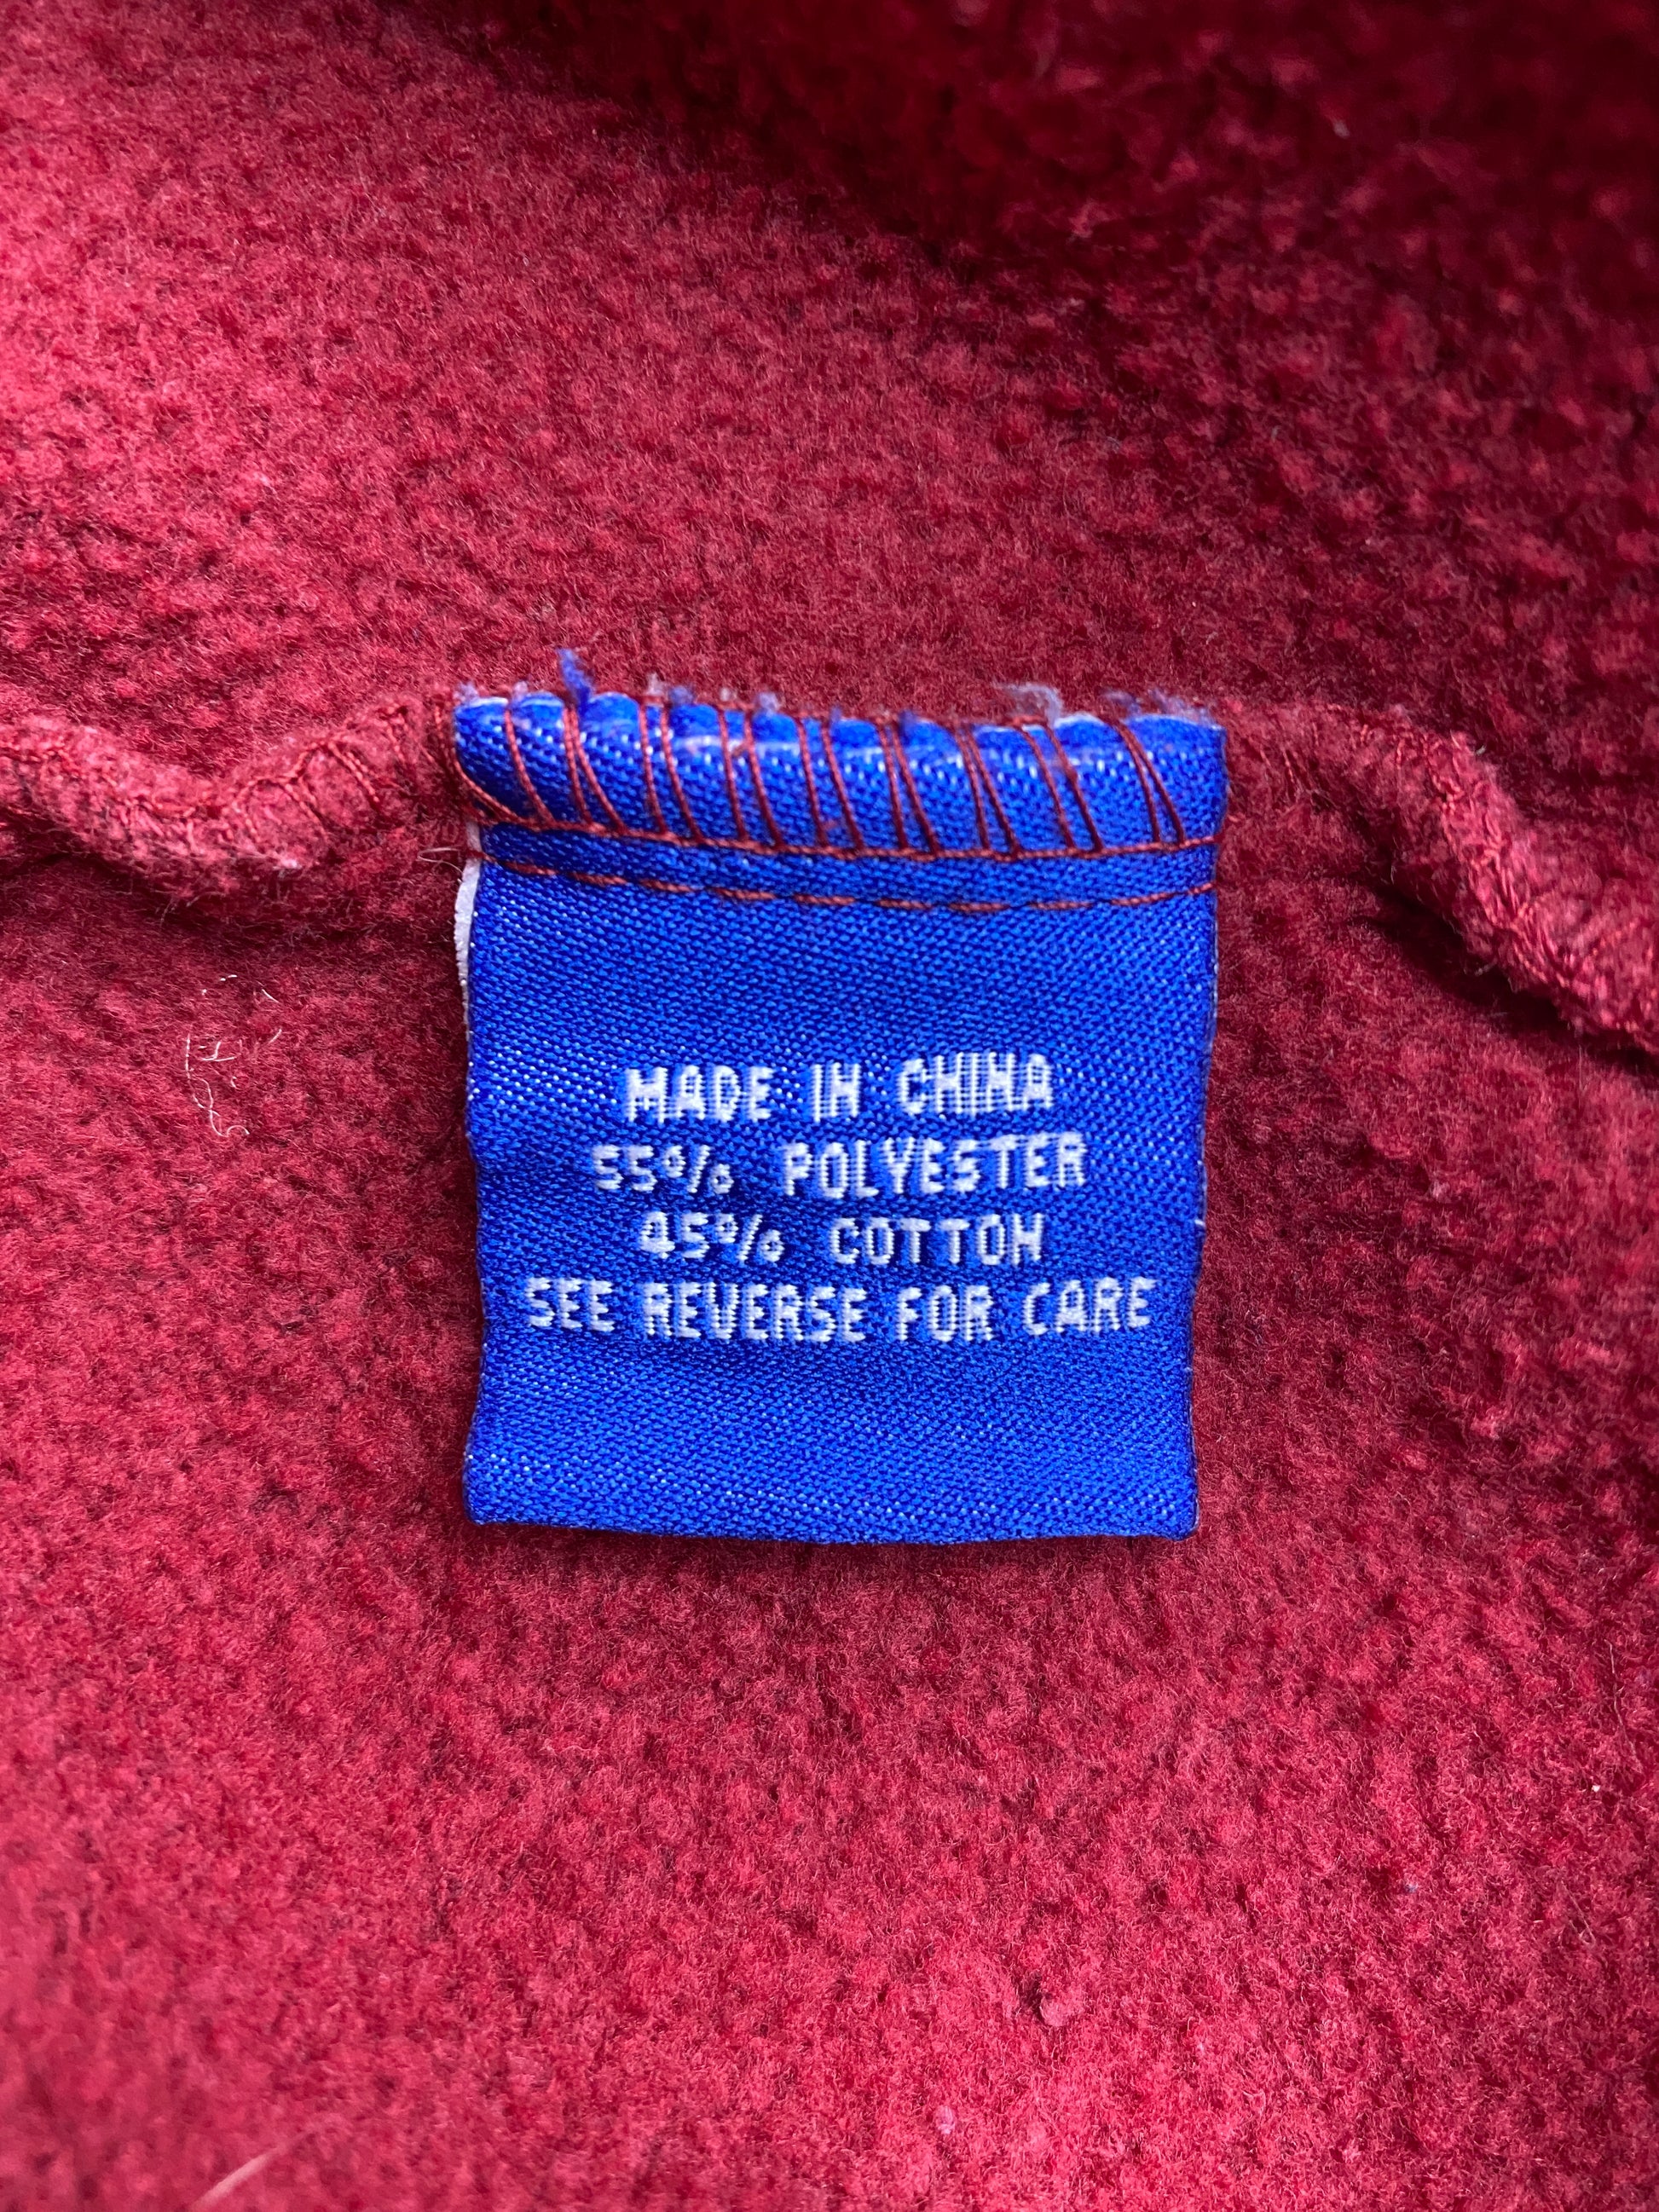 MADE IN CHINA
55% POLYESTER
45% COTTON
SEE REVERSE FOR CARE